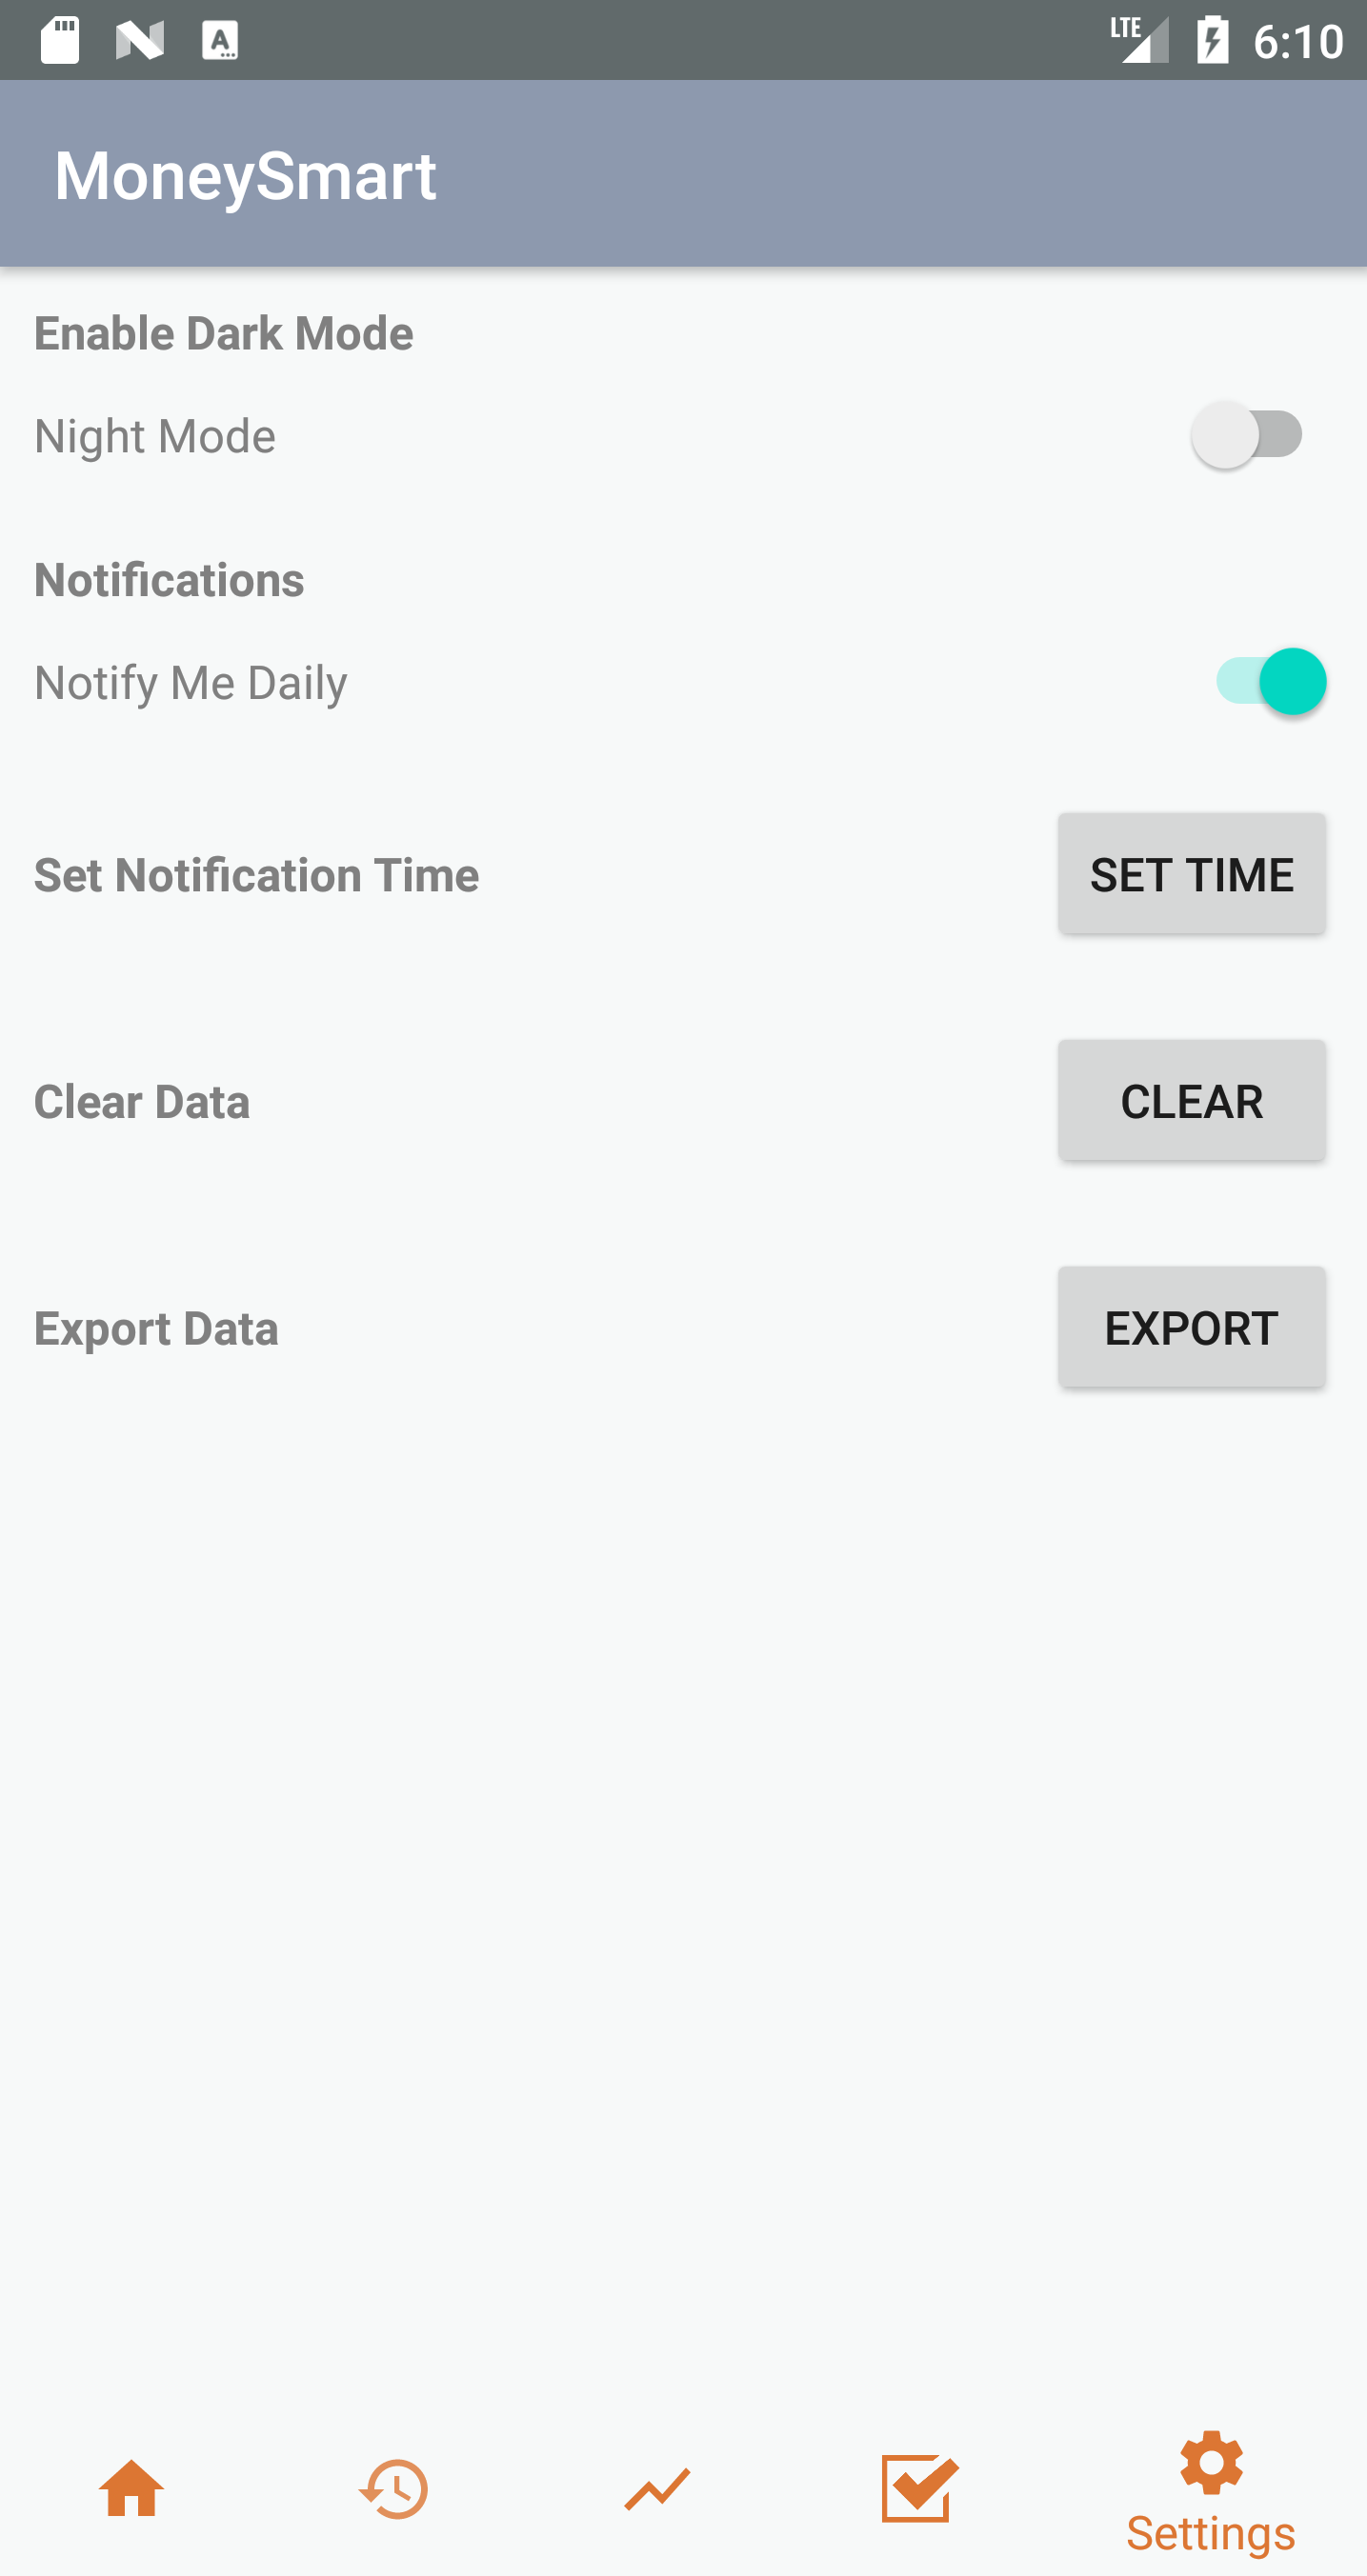 LTE 6:10
MoneySmart
Enable Dark Mode
Night Mode
Notifications
Notify Me Daily
Set Notification Time SET TIME
Clear Data CLEAR
Export Data EXPORT
Settings